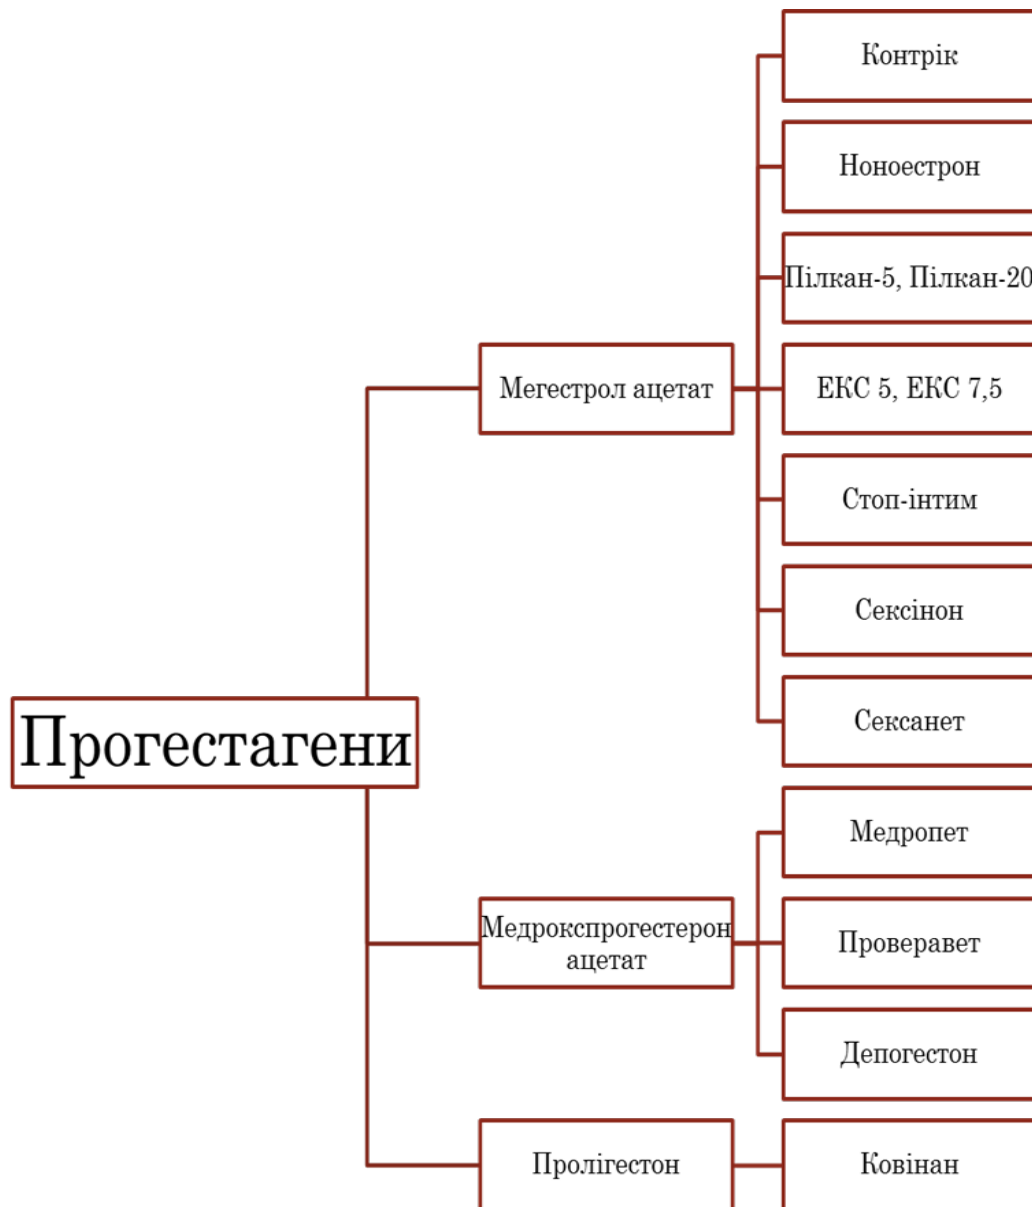 Прогестагени
Мегестрол ацетат
Контрік
Ноноестрон
Пілкан-5, Пілкан-20
ЕКС 5, ЕКС 7,5
Стоп-інтим
Сексінон
Сексанет
Медрокспрогестерон
ацетат
Медропет
Проверавет
Депогестон
Пролігестон
Ковінан